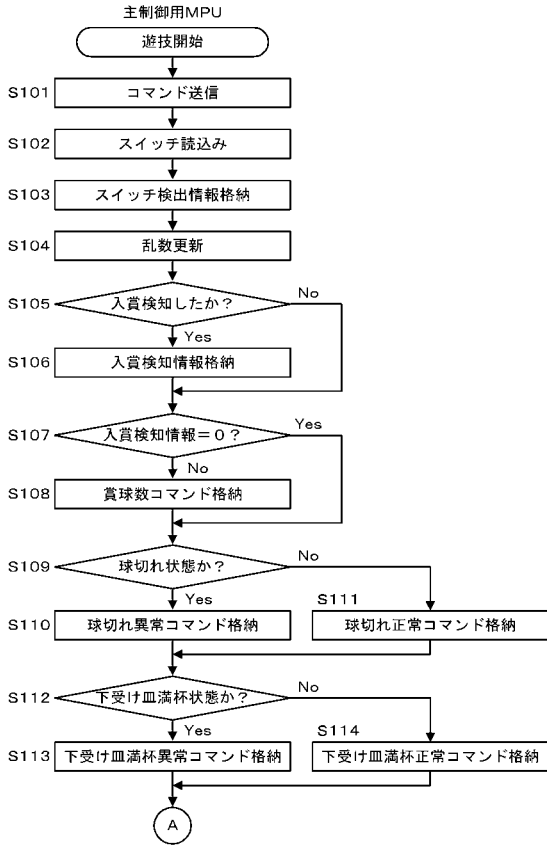 主制御用MPU
遊技開始
S101
コマンド送信
S102
スイッチ読込み
S103
スイッチ検出情報格納
S104
乱数更新
S105
入賞検知したか？
No
Yes
S106
入賞検知情報格納
S107
入賞検知情報＝０？
Yes
No
S108
賞球数コマンド格納
S109
球切れ状態か？
No
Yes
S110
球切れ異常コマンド格納
S111
球切れ正常コマンド格納
S112
下受け皿満杯状態か？
No
Yes
S113
下受け皿満杯異常コマンド格納
S114
下受け皿満杯正常コマンド格納
A